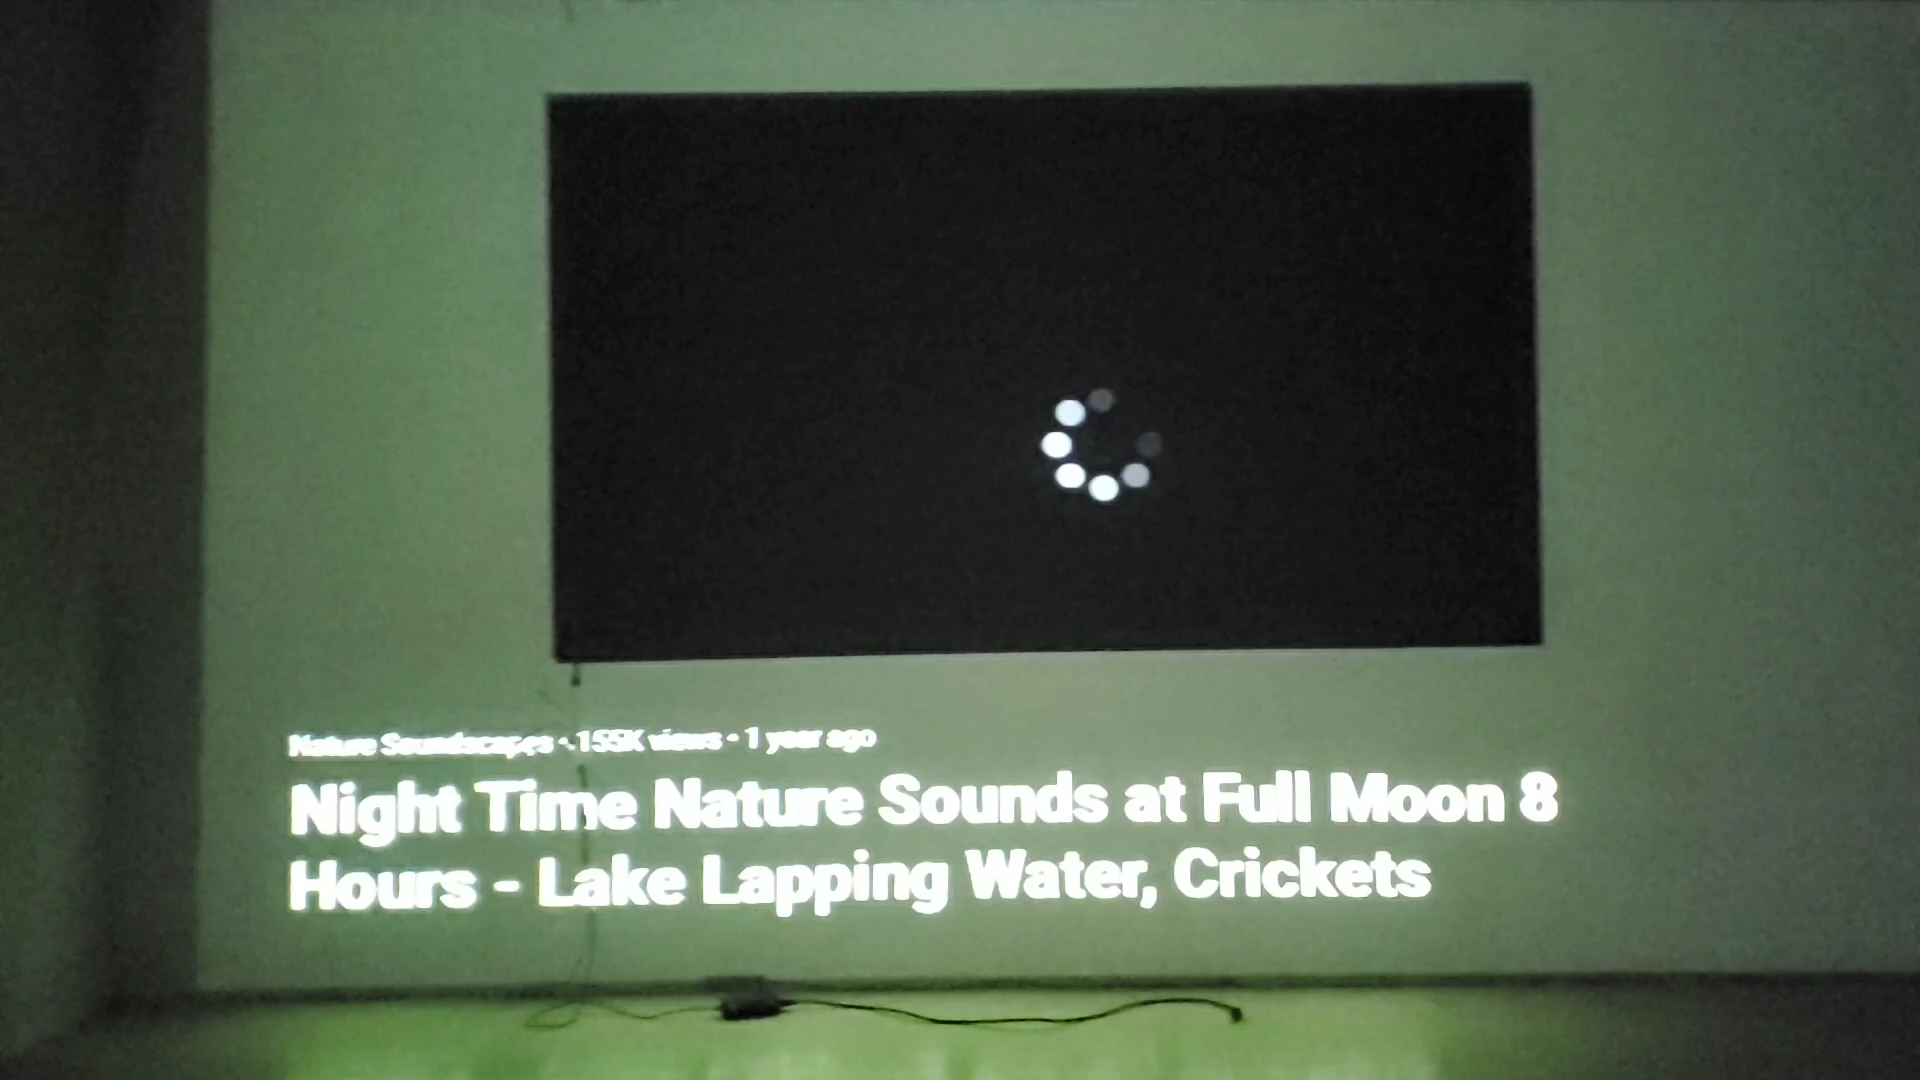 Nature Soundscapes • 155K views • 1 year ago
Night Time Nature Sounds at Full Moon 8
Hours - Lake Lapping Water, Crickets